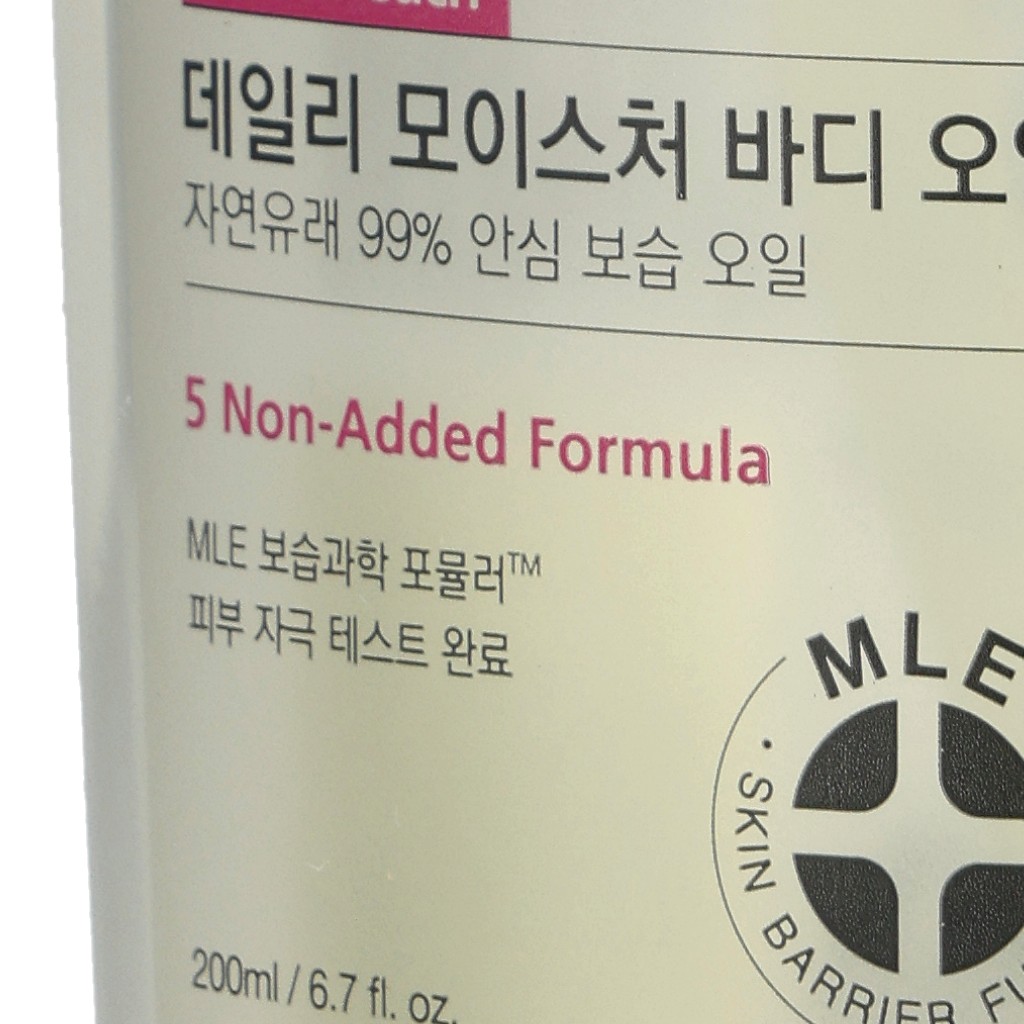 데일리 모이스처 바디
자연유래 99% 안심 보습 오일
5 Non-Added Formula
MLE 보습과학 포뮬러™
피부 자극 테스트 완료
MLE
· SKIN BARRIER
200ml / 6.7 fl. oz.